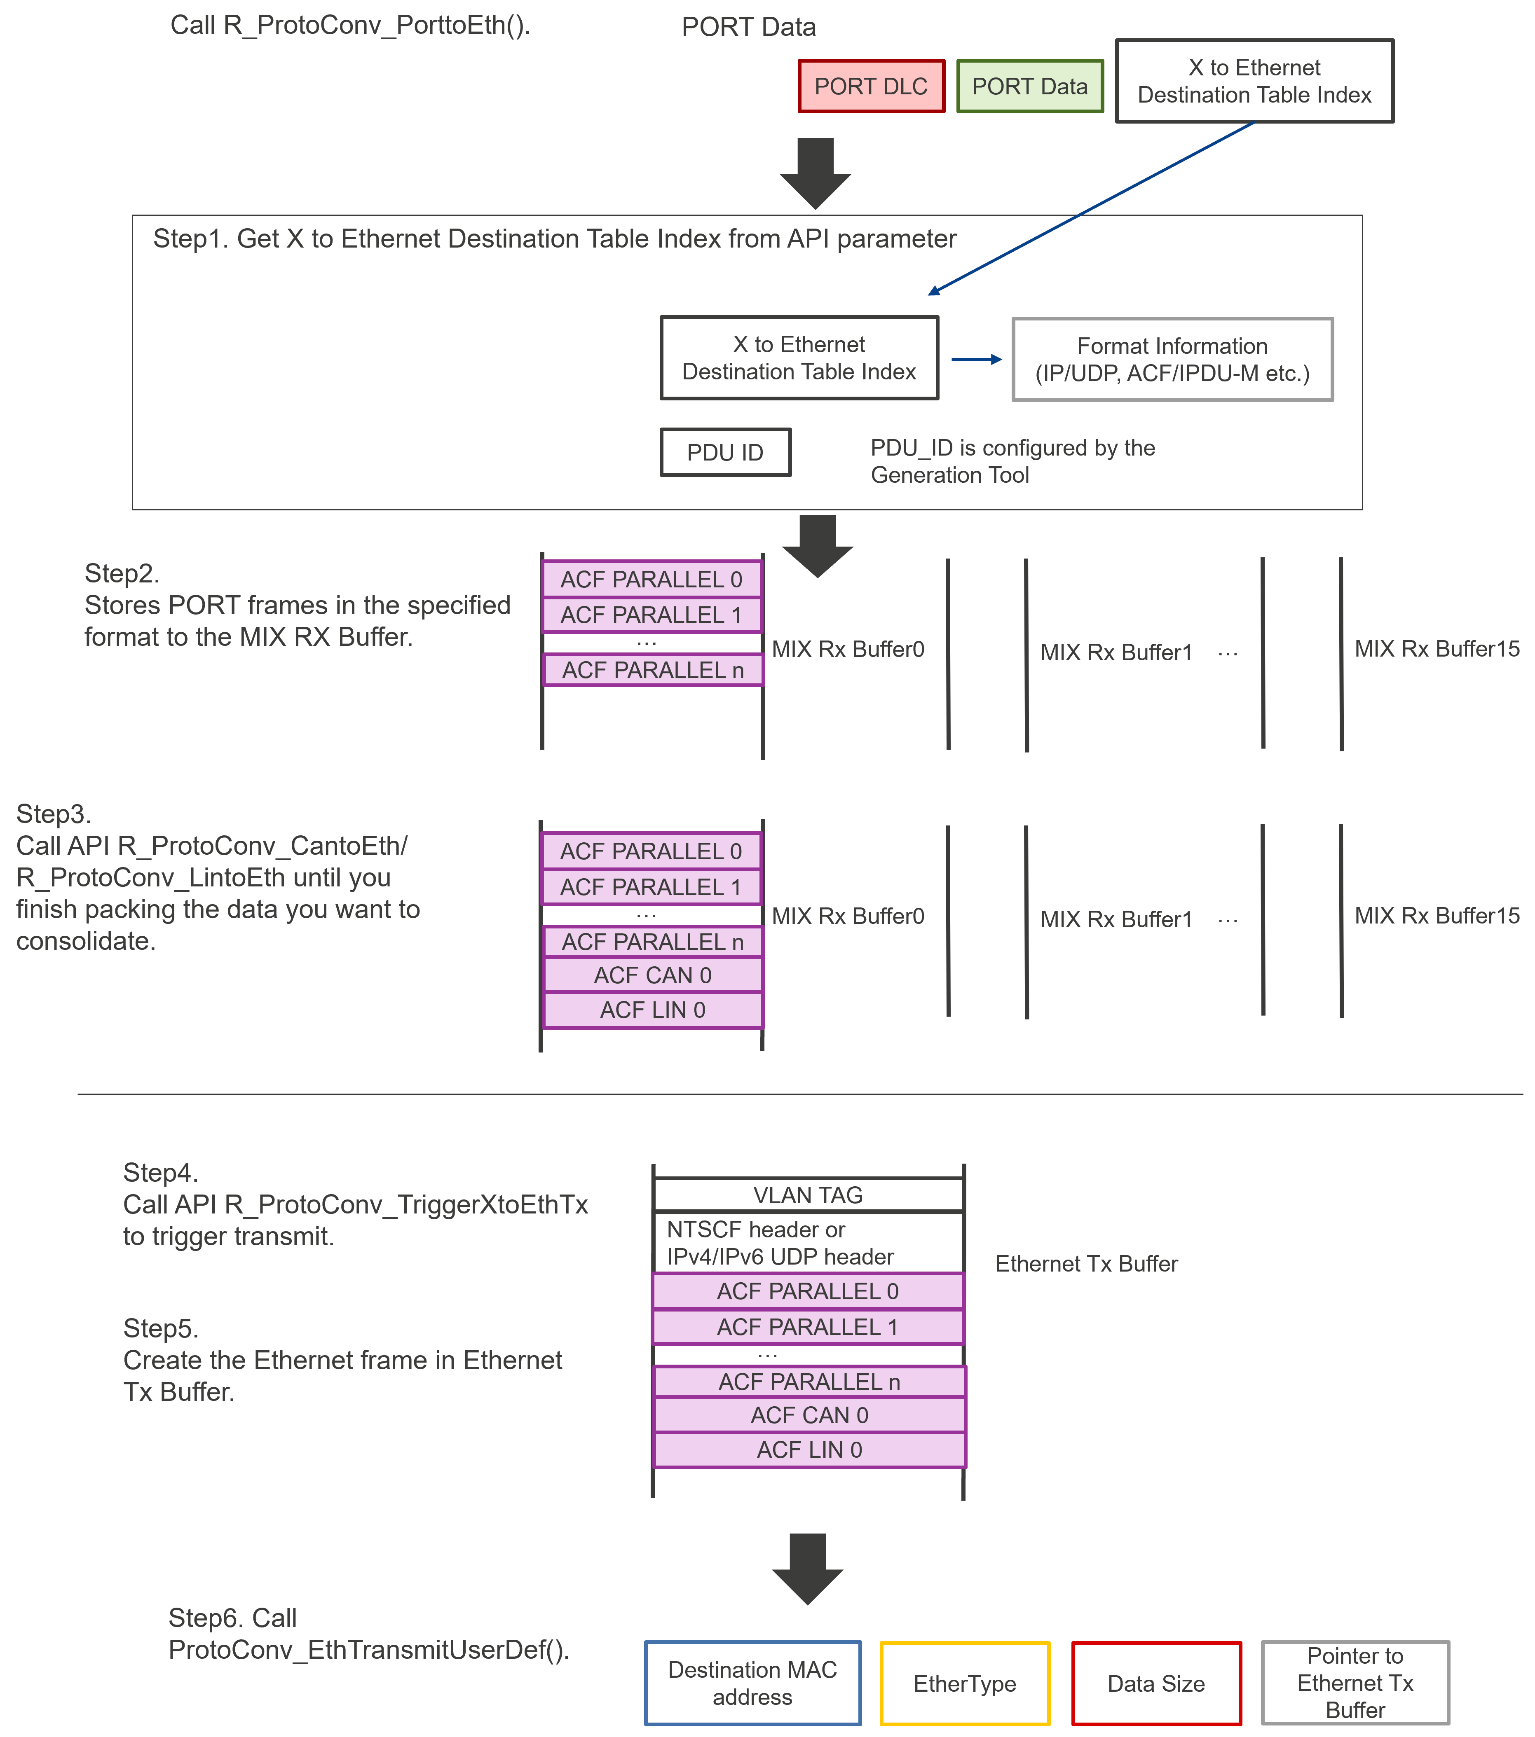 Call R_ProtoConv_PorttoEth().
PORT Data
PORT DLC
PORT Data
X to Ethernet
Destination Table Index
Step1. Get X to Ethernet Destination Table Index from API parameter
X to Ethernet
Destination Table Index
Format Information
(IP/UDP, ACF/IPDU-M etc.)
PDU ID
PDU_ID is configured by the
Generation Tool
Step2.
Stores PORT frames in the specified
format to the MIX RX Buffer.
ACF PARALLEL 0
ACF PARALLEL 1
...
ACF PARALLEL n
MIX Rx Buffer0
MIX Rx Buffer1
...
MIX Rx Buffer15
Step3.
Call API R_ProtoConv_CantoEth/
R_ProtoConv_LintoEth until you
finish packing the data you want to
consolidate.
ACF PARALLEL 0
ACF PARALLEL 1
...
ACF PARALLEL n
ACF CAN 0
ACF LIN 0
MIX Rx Buffer0
MIX Rx Buffer1
...
MIX Rx Buffer15
Step4.
Call API R_ProtoConv_TriggerXtoEthTx
to trigger transmit.
Step5.
Create the Ethernet frame in Ethernet
Tx Buffer.
VLAN TAG
NTSCF header or
IPv4/IPv6 UDP header
ACF PARALLEL 0
ACF PARALLEL 1
...
ACF PARALLEL n
ACF CAN 0
ACF LIN 0
Ethernet Tx Buffer
Step6. Call
ProtoConv_EthTransmitUserDef().
Destination MAC
address
EtherType
Data Size
Pointer to
Ethernet Tx
Buffer